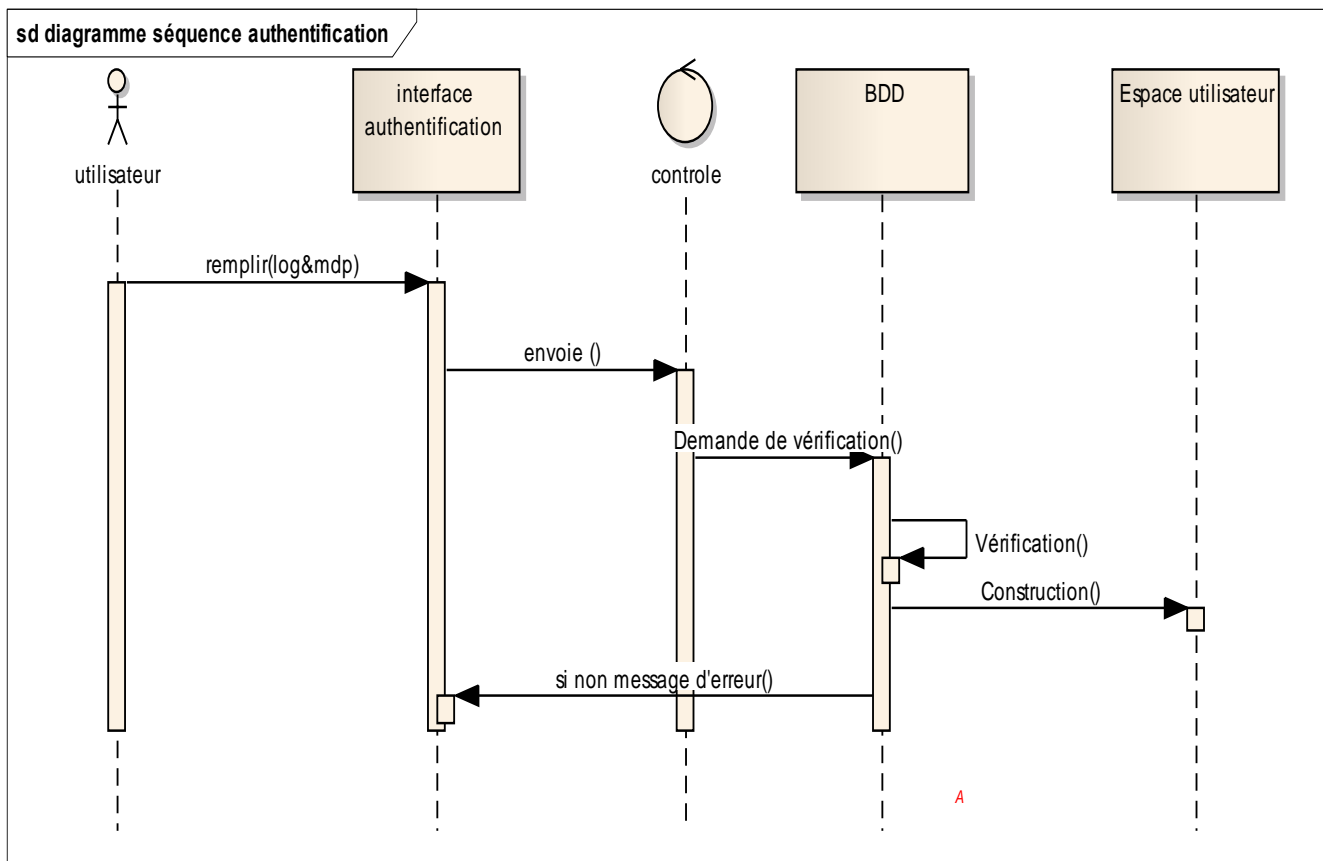 sd diagramme séquence authentification
utilisateur
interface
authentification
controle
BDD
Espace utilisateur
remplir(log&mdp)
envoie ()
Demande de vérification()
Vérification()
Construction()
si non message d'erreur()
A